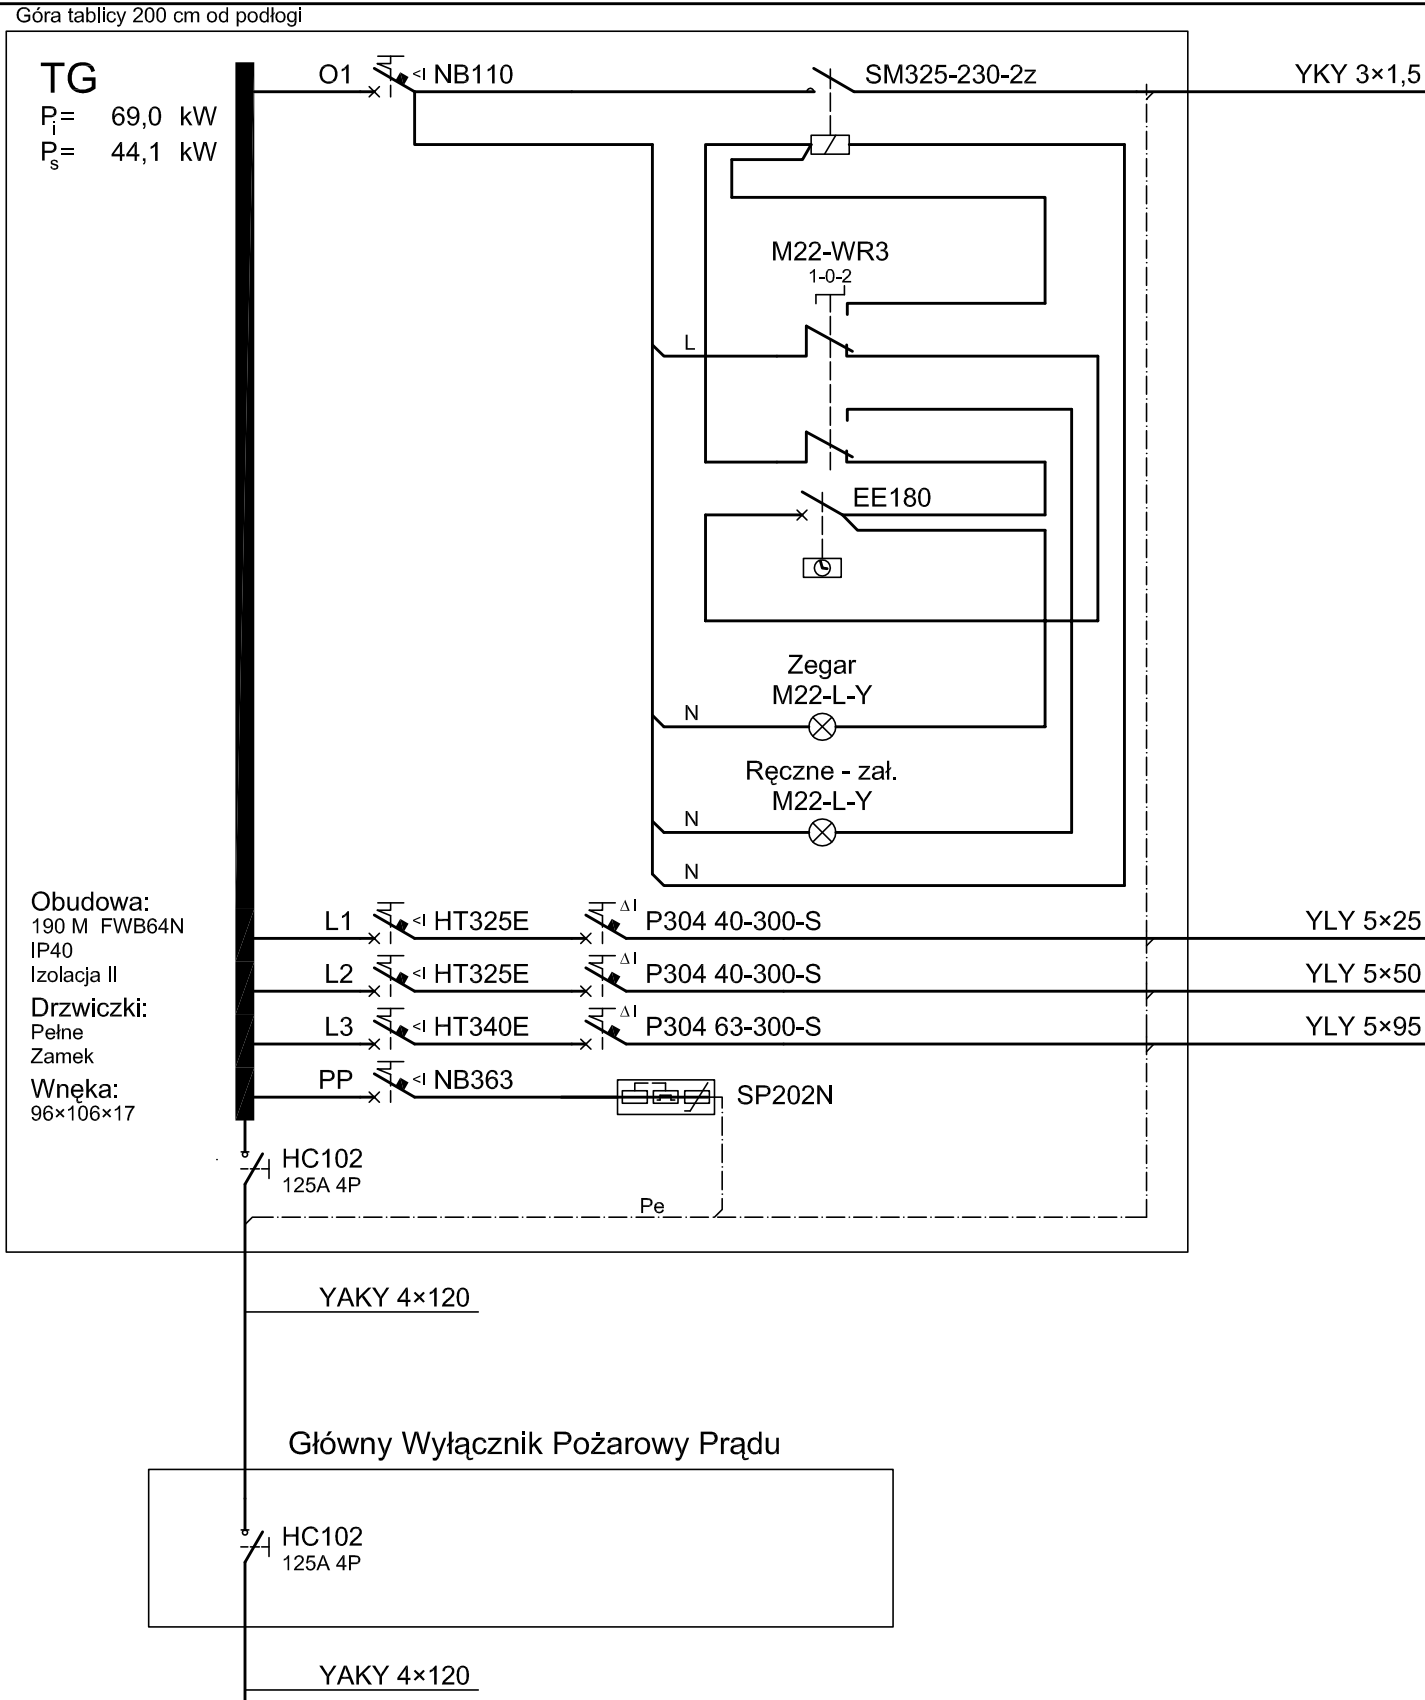 Góra tablicy 200 cm od podłogi
TG
Pi= 69,0 kW
Ps= 44,1 kW
O1 <I NB110
SM325-230-2z
YKY 3×1,5
M22-WR3
1-0-2
L
EE180
Zegar
M22-L-Y
N
Ręczne - zał.
M22-L-Y
N
N
Obudowa:
190 M FWB64N
IP40
Izolacja II
Drzwiczki:
Pełne
Zamek
Wnęka:
96×106×17
L1 <I HT325E ΔI P304 40-300-S YLY 5×25
L2 <I HT325E ΔI P304 40-300-S YLY 5×50
L3 <I HT340E ΔI P304 63-300-S YLY 5×95
PP <I NB363 SP202N
HC102
125A 4P
Pe
YAKY 4×120
Główny Wyłącznik Pożarowy Prądu
HC102
125A 4P
YAKY 4×120